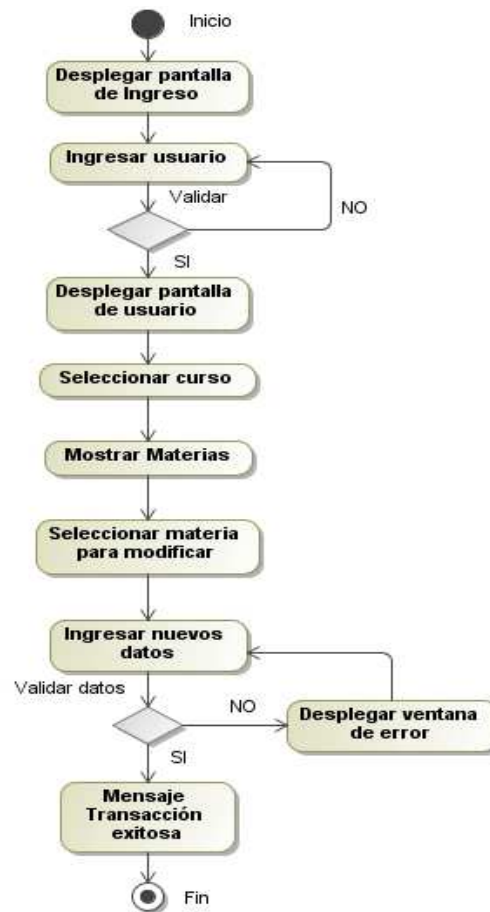 Inicio
Desplegar pantalla
de Ingreso
Ingresar usuario
Validar
NO
SI
Desplegar pantalla
de usuario
Seleccionar curso
Mostrar Materias
Seleccionar materia
para modificar
Ingresar nuevos
datos
Validar datos
NO
Desplegar ventana
de error
SI
Mensaje
Transacción
exitosa
Fin